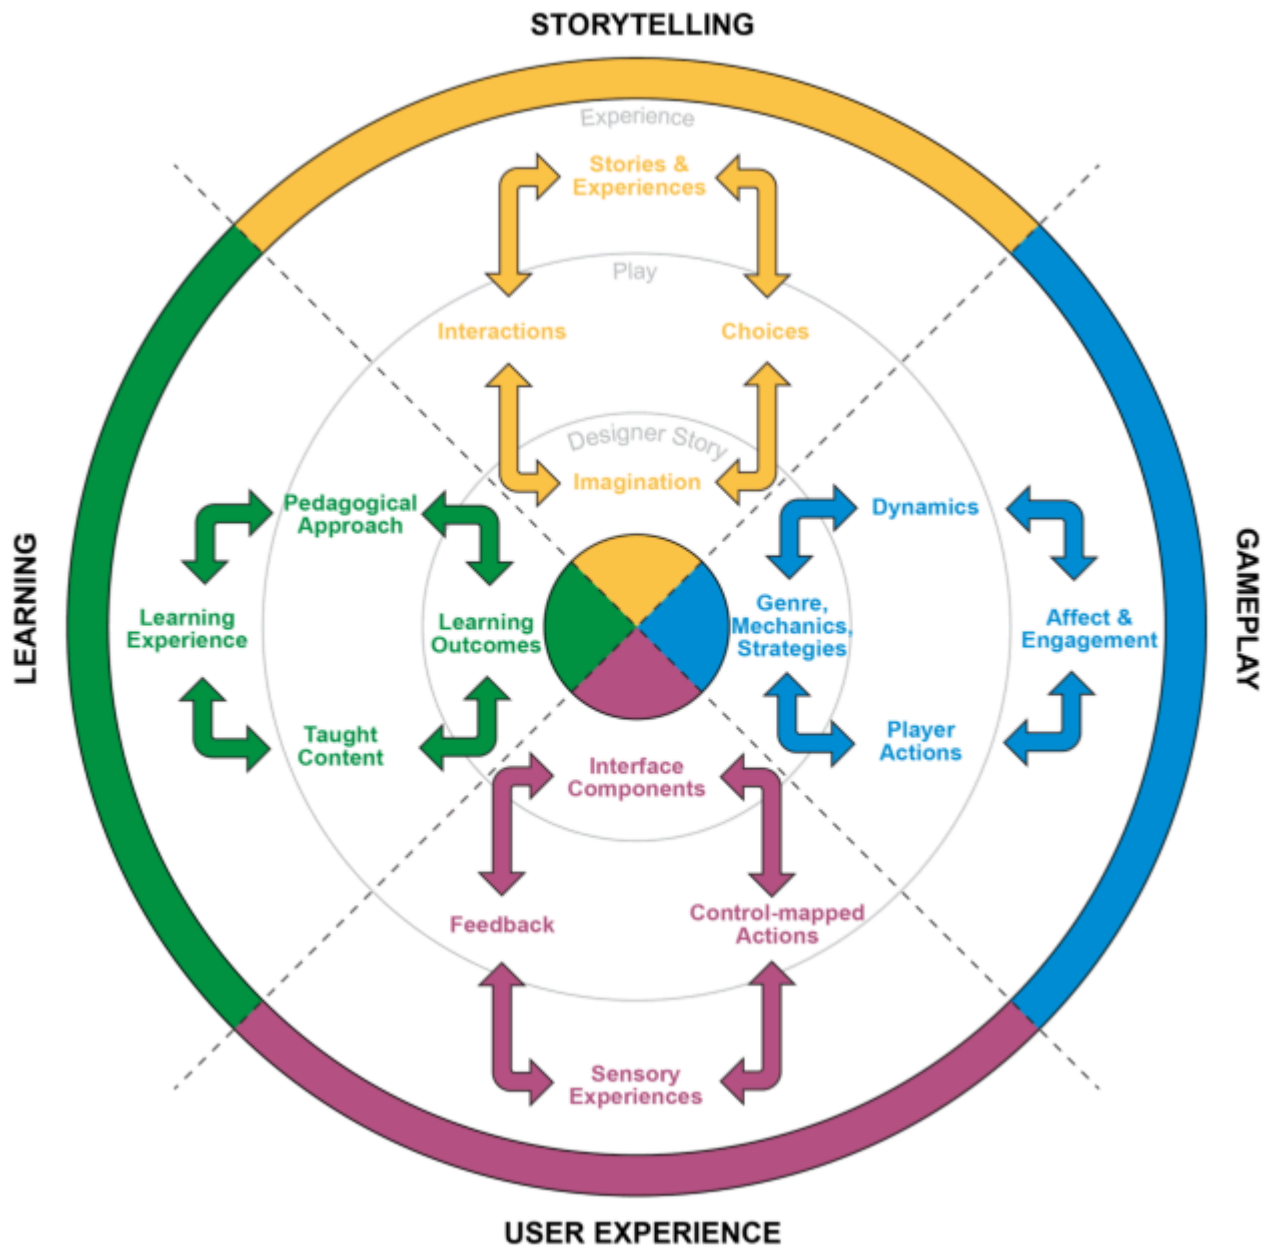 STORYTELLING
Experience
Stories &
Experiences
Play
Interactions
Choices
Designer Story
Imagination
Pedagogical
Approach
Dynamics
LEARNING
Learning
Experience
Learning
Outcomes
Genre,
Mechanics,
Strategies
Affect &
Engagement
GAMEPLAY
Taught
Content
Player
Actions
Interface
Components
Feedback
Control-mapped
Actions
Sensory
Experiences
USER EXPERIENCE